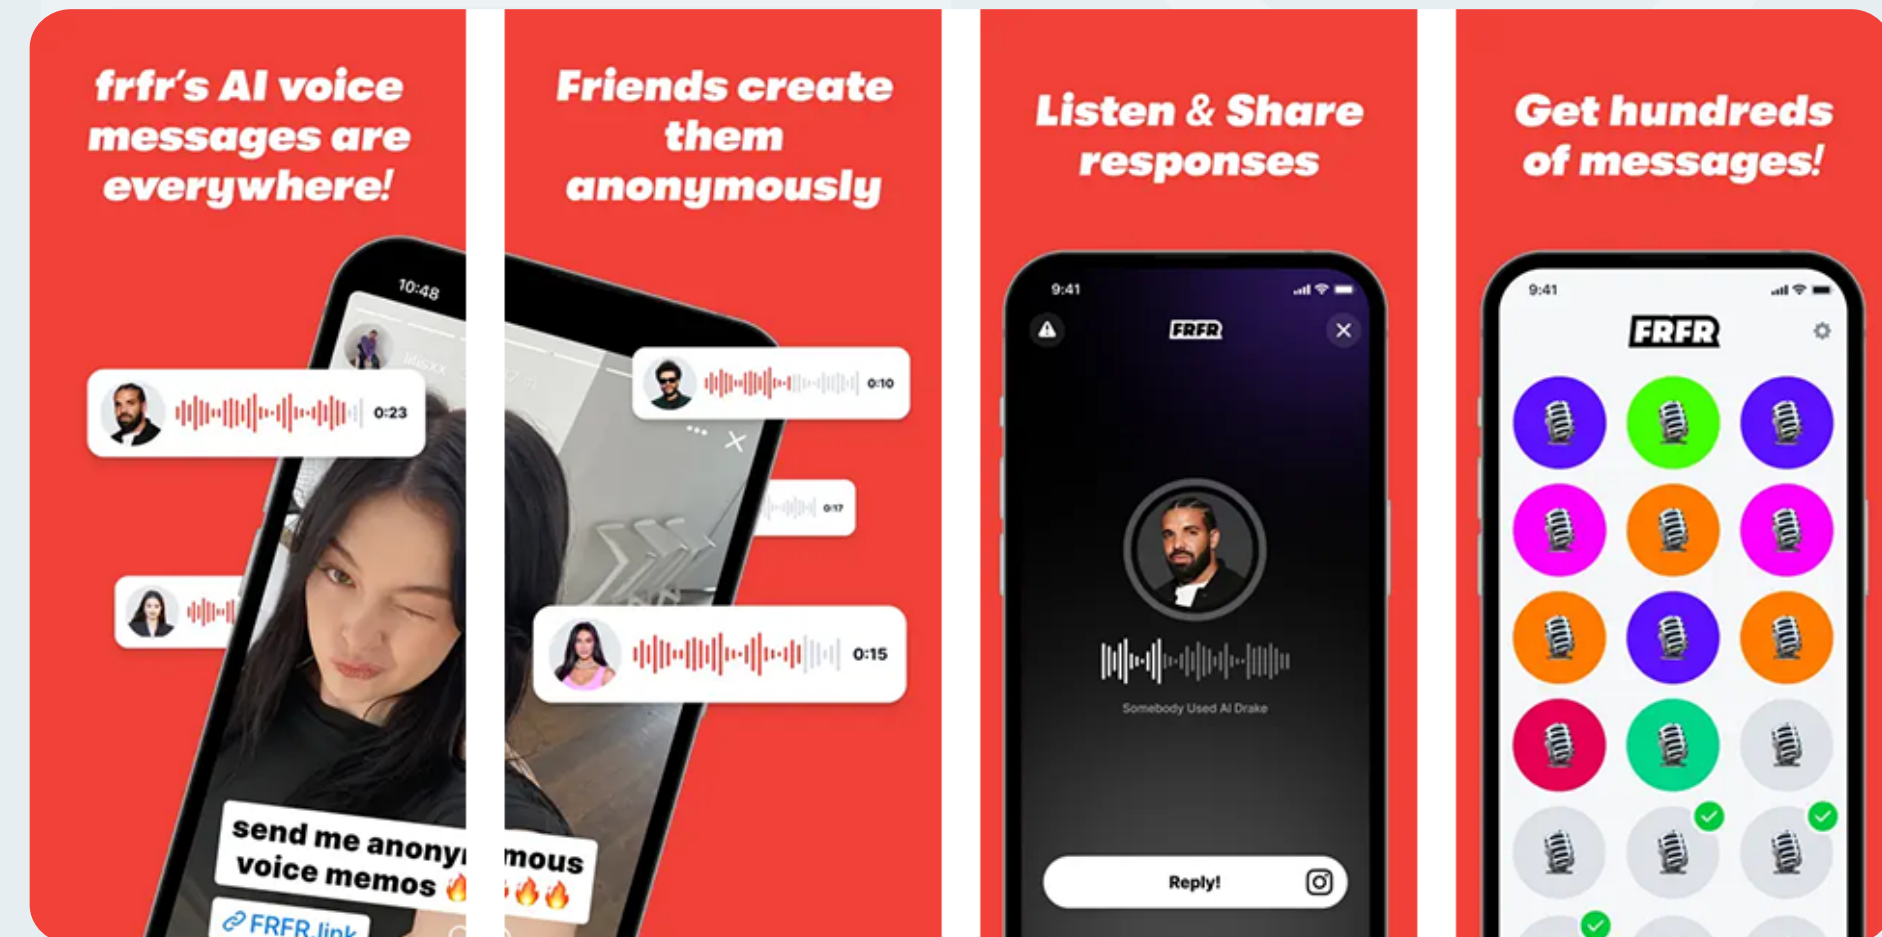 frfr's AI voice
messages are
everywhere!
10:48
0:23
send me anonymous
voice memos 🔥🔥🔥
FRFR.link
Friends create
them
anonymously
0:10
0:17
0:15
Listen & Share
responses
9:41
FRFR
Somebody Used AI Drake
Reply!
Get hundreds
of messages!
9:41
FRFR